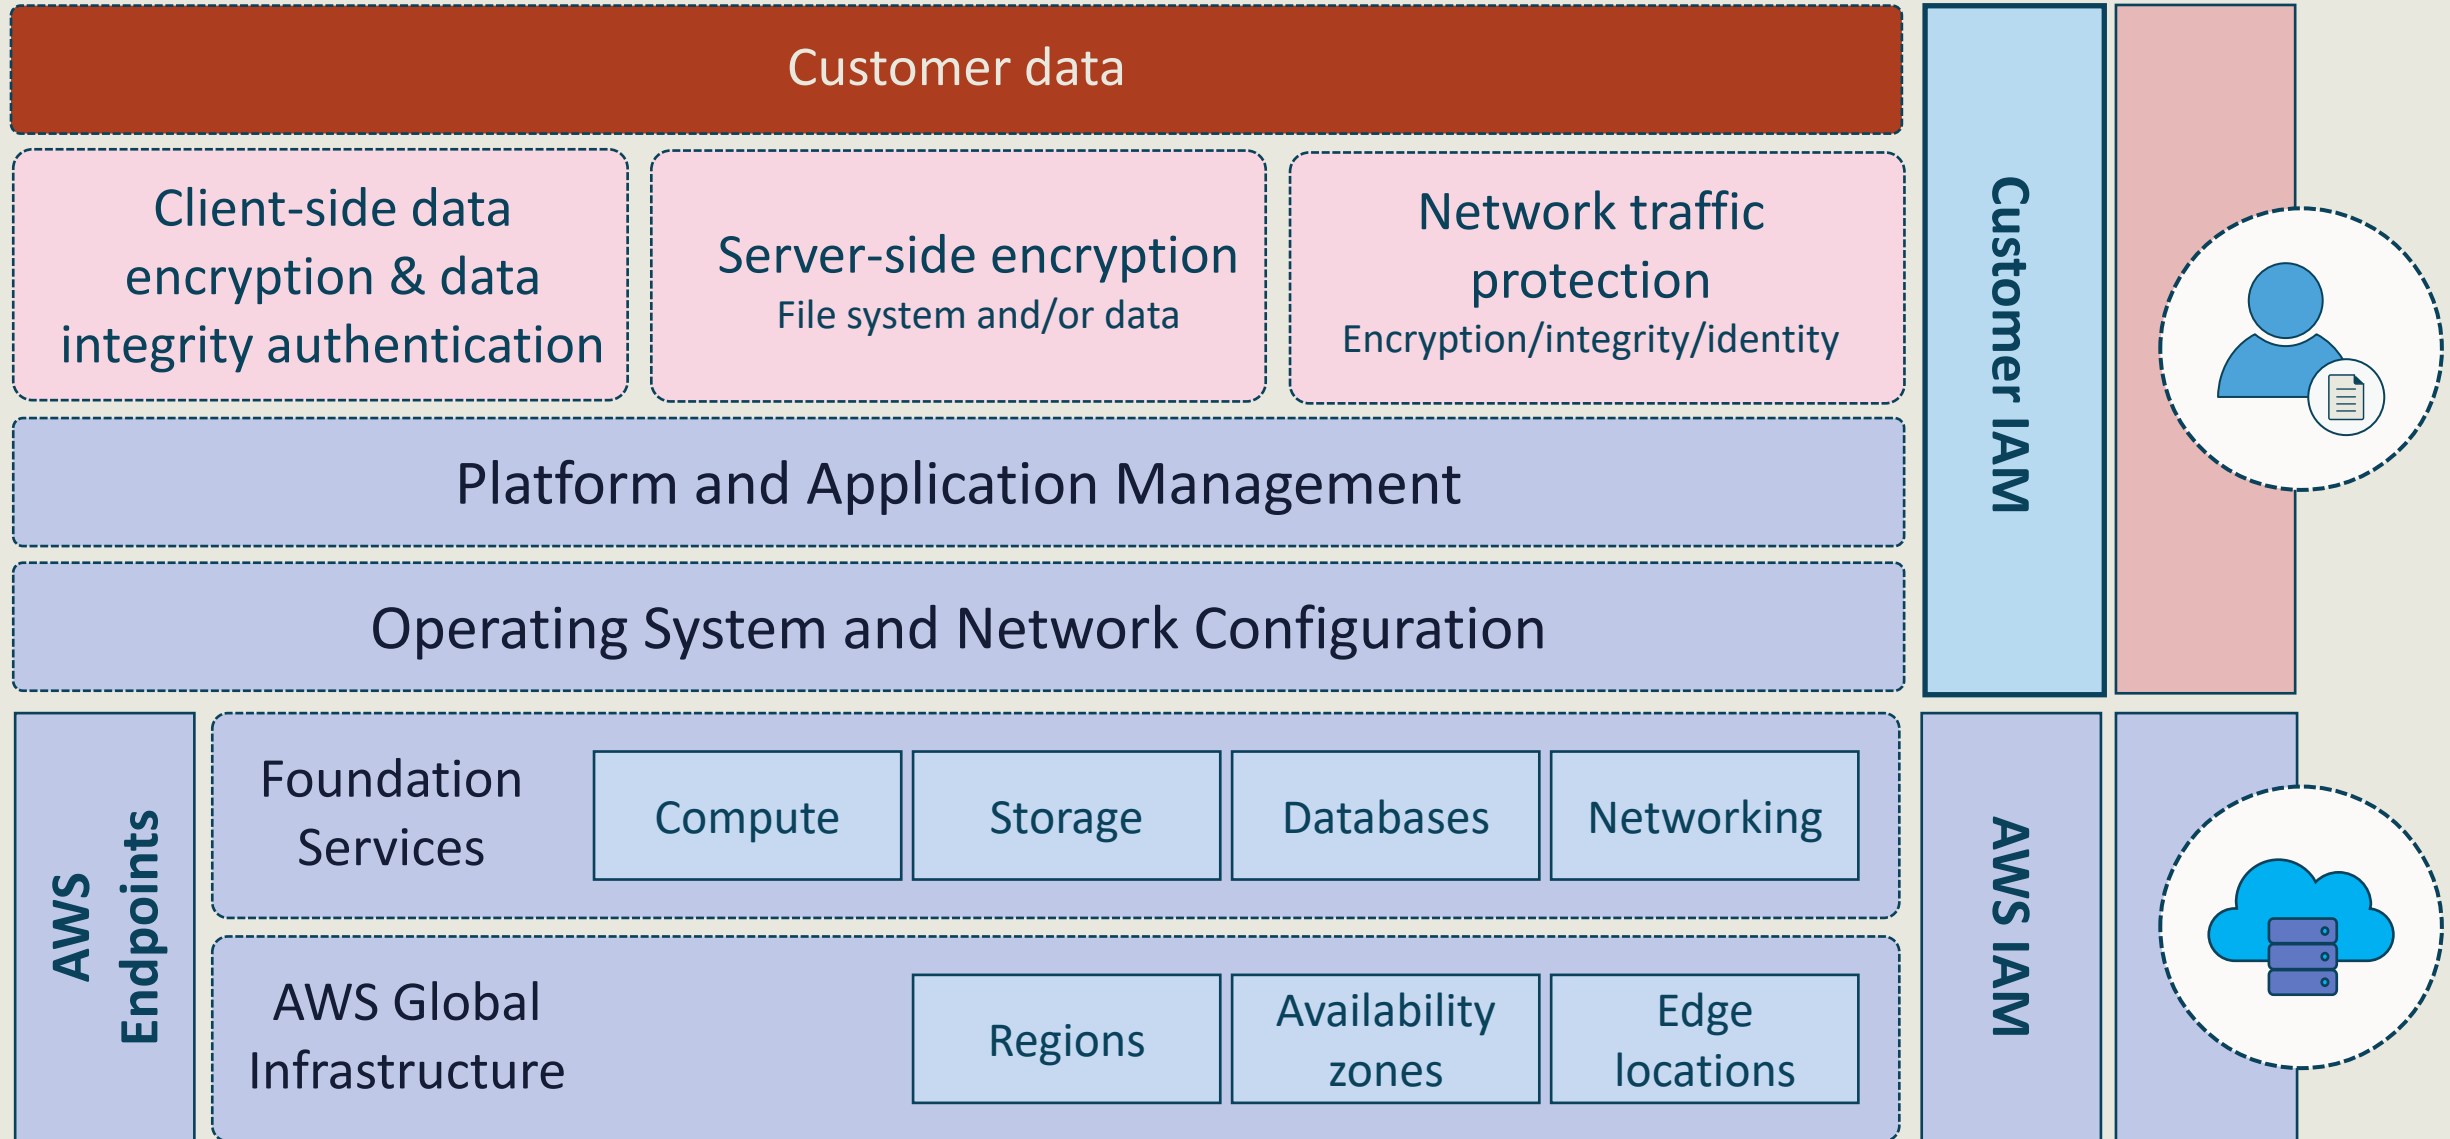 Customer data
Client-side data
encryption & data
integrity authentication
Server-side encryption
File system and/or data
Network traffic
protection
Encryption/integrity/identity
Customer IAM
Platform and Application Management
Operating System and Network Configuration
AWS
Endpoints
Foundation
Services
Compute
Storage
Databases
Networking
AWS IAM
AWS Global
Infrastructure
Regions
Availability
zones
Edge
locations